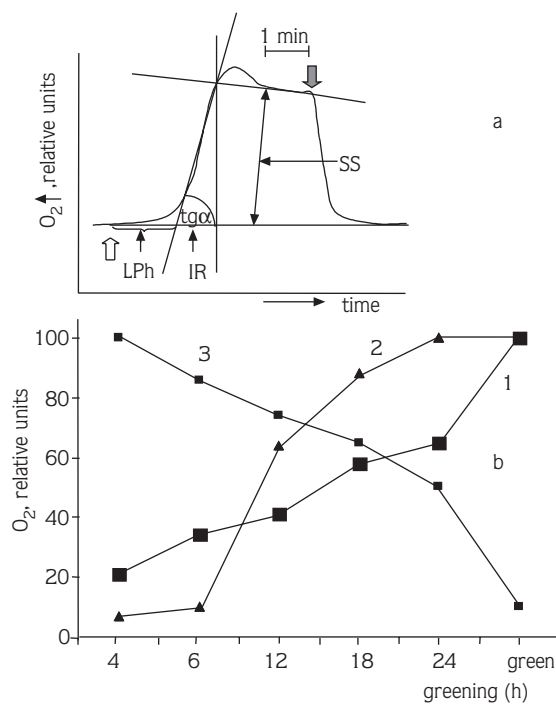 1 min
a
O₂↑, relative units
SS
tgα
LPh
IR
time
100
80
60
40
20
0
O₂, relative units
3
2
1
b
4
6
12
18
24
green
greening (h)